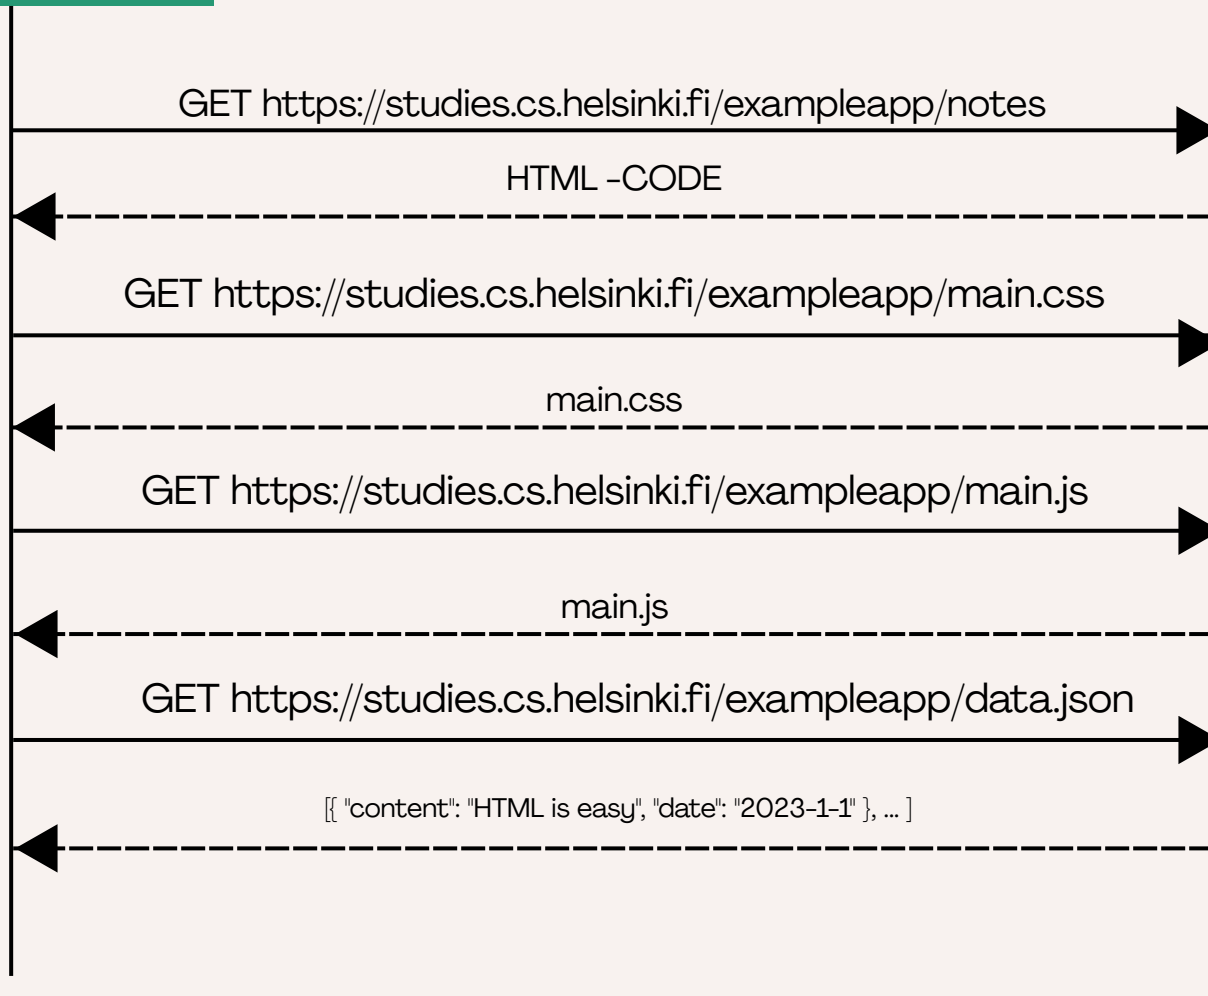 GET https://studies.cs.helsinki.fi/exampleapp/notes
HTML -CODE
GET https://studies.cs.helsinki.fi/exampleapp/main.css
main.css
GET https://studies.cs.helsinki.fi/exampleapp/main.js
main.js
GET https://studies.cs.helsinki.fi/exampleapp/data.json
[{ "content": "HTML is easy", "date": "2023-1-1" }, ... ]